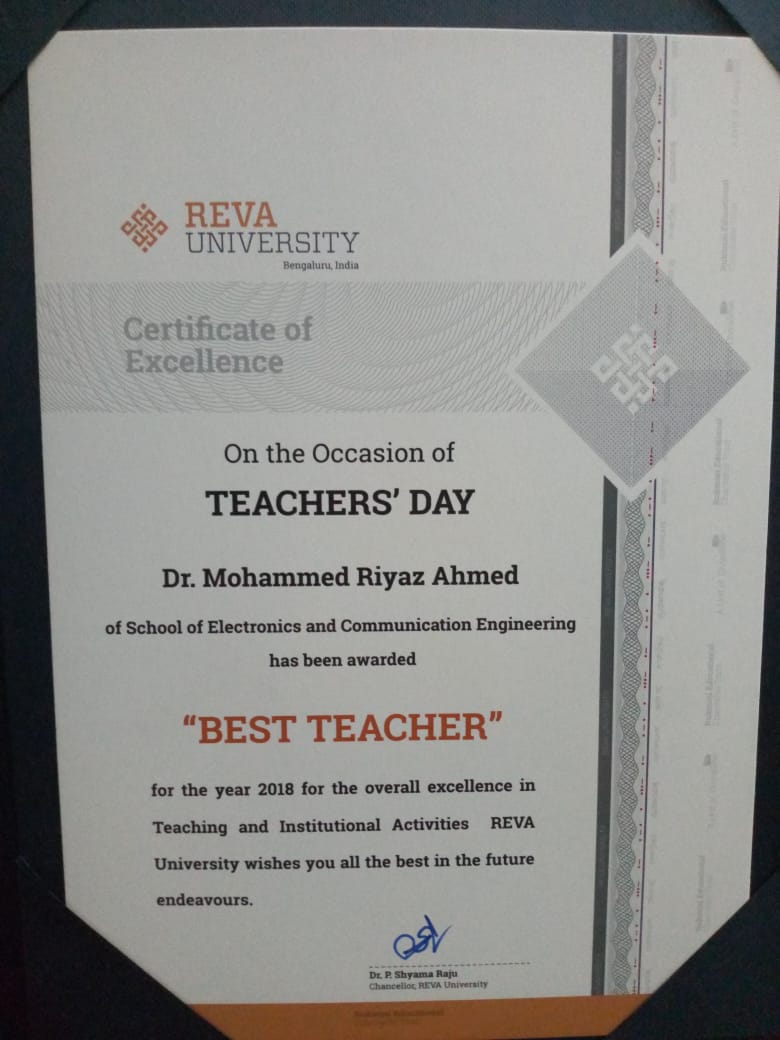 REVA
UNIVERSITY
Bengaluru, India
Certificate of
Excellence
On the Occasion of
TEACHERS’ DAY
Dr. Mohammed Riyaz Ahmed
of School of Electronics and Communication Engineering
has been awarded
“BEST TEACHER”
for the year 2018 for the overall excellence in
Teaching and Institutional Activities REVA
University wishes you all the best in the future
endeavours.
Dr. P. Shyama Raju
Chancellor, REVA University